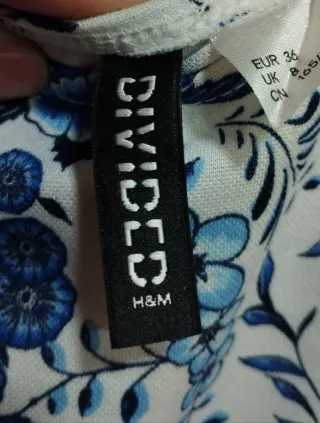 DIVIDED
H&M
EUR 36
UK 8
CN